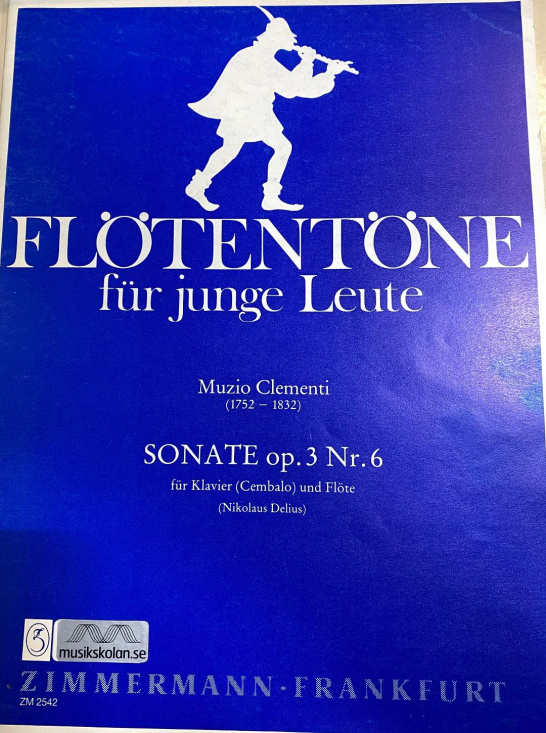 FLÖTENTÖNE
für junge Leute
Muzio Clementi
(1752 – 1832)
SONATE op.3 Nr.6
für Klavier (Cembalo) und Flöte
(Nikolaus Delius)
musikskolan.se
ZIMMERMANN · FRANKFURT
ZM 2542